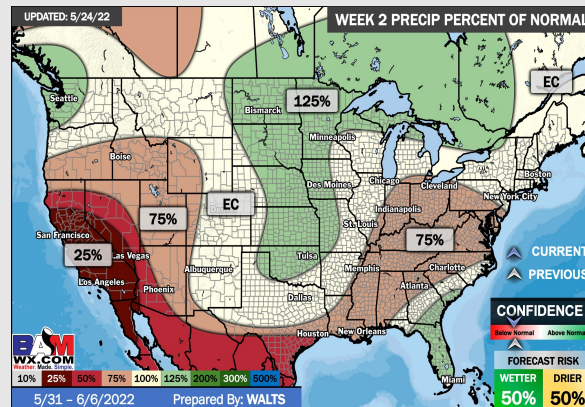 UPDATED: 5/24/22
WEEK 2 PRECIP PERCENT OF NORMAL
EC
Seattle
Bismarck
125%
Minneapolis
Boise
Des Moines
Chicago
Cleveland
Boston
New York City
EC
75%
Indianapolis
San Francisco
St. Louis
75%
25%
Las Vegas
Tulsa
CURRENT
Albuquerque
Memphis
Charlotte
PREVIOUS
Los Angeles
Phoenix
Dallas
Atlanta
CONFIDENCE
Houston
New Orleans
Below Normal
Above Norma
BAM
WX.COM
Weather. Made. Simple.
FORECAST RISK
10% 25% 50% 75% 100% 125% 200% 300% 500%
Miami
WETTER
DRIER
50%
50%
5/31 – 6/6/2022
Prepared By: WALTS